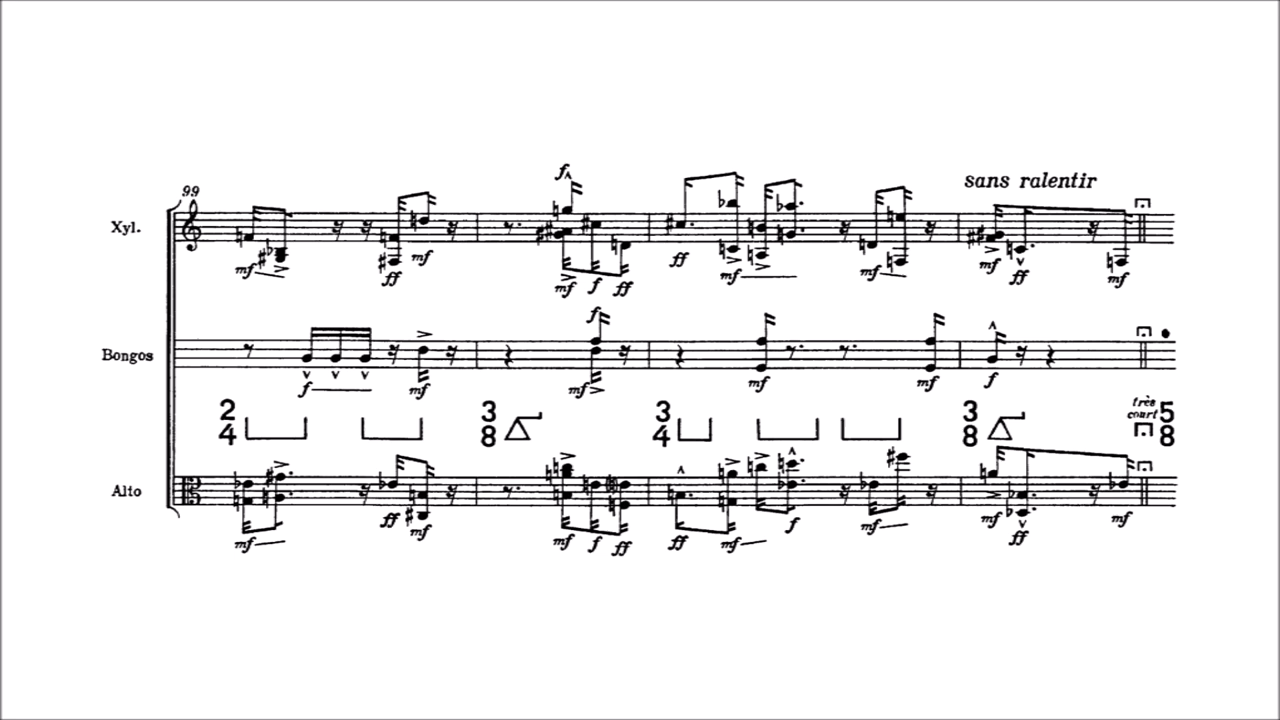 99
sans ralentir
Xyl.
f
mf ff mf mf f ff ff mf mf mf ff mf
Bongos
f
f mf mf mf mf f
2 4 3 8 3 4 3 8 très court 5 8
Alto
ff mf f mf mf ff mf
mf mf f ff ff mf ff